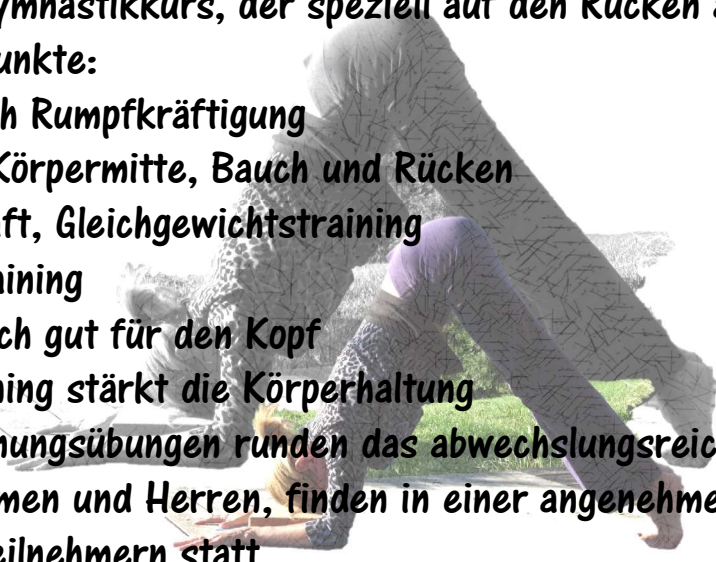 ymnastikkurs, der speziell auf den Rücken a
unkte:
h Rumpfkräftigung
Körpermitte, Bauch und Rücken
ft, Gleichgewichtstraining
ining
ch gut für den Kopf
ning stärkt die Körperhaltung
nungsübungen runden das abwechslungsreic
men und Herren, finden in einer angenehme
eilnehmern statt